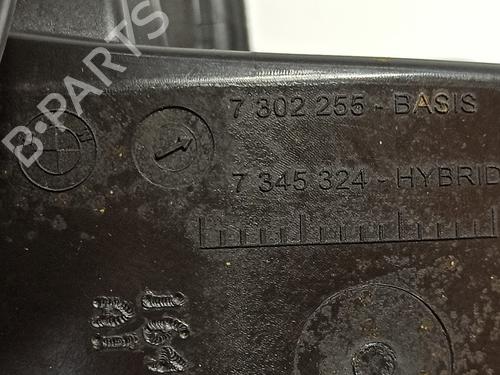 B-PARTS
7 302 255 - BASIS
7 345 324 - HYBRID